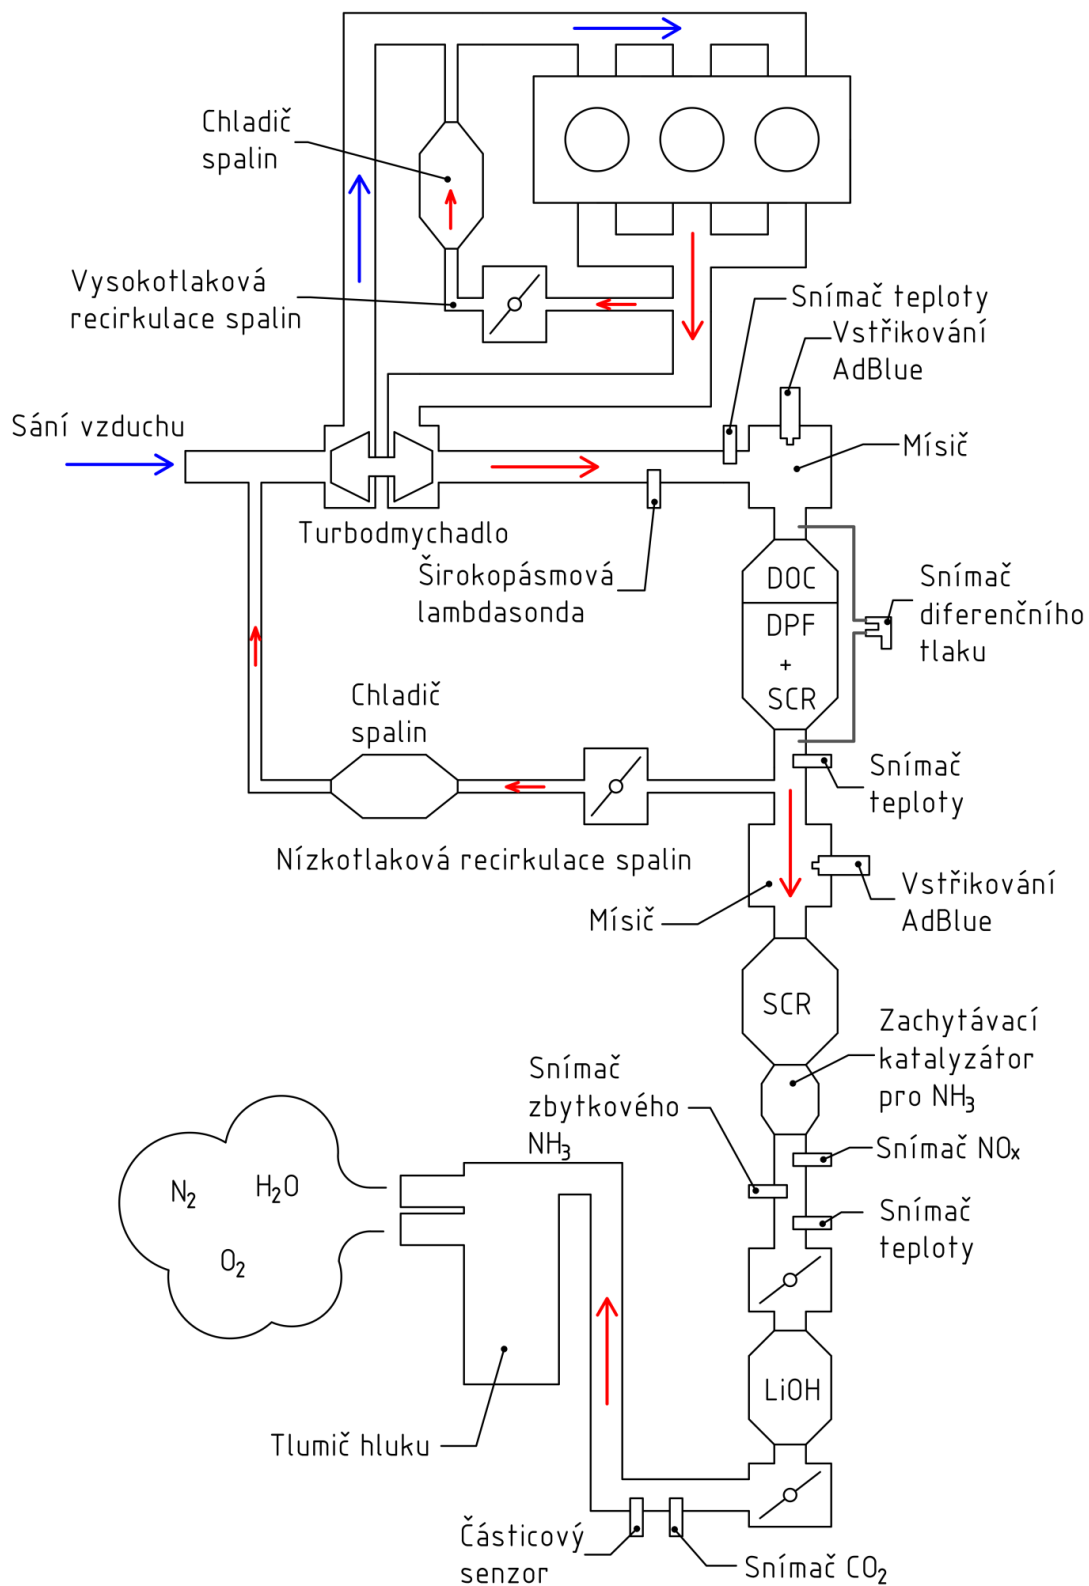 Chladič
spalin
Vysokotlaková
recirkulace spalin
Snímač teploty
Vstřikování
AdBlue
Sání vzduchu
Mísič
Turbodmychadlo
Širokopásmová
lambdasonda
DOC
DPF
+
SCR
Snímač
diferenčního
tlaku
Chladič
spalin
Snímač
teploty
Nízkotlaková recirkulace spalin
Vstřikování
AdBlue
Mísič
SCR
Zachytávací
katalyzátor
pro NH₃
Snímač
zbytkového
NH₃
Snímač NOₓ
N₂
H₂O
O₂
Snímač
teploty
LiOH
Tlumič hluku
Částicový
senzor
Snímač CO₂